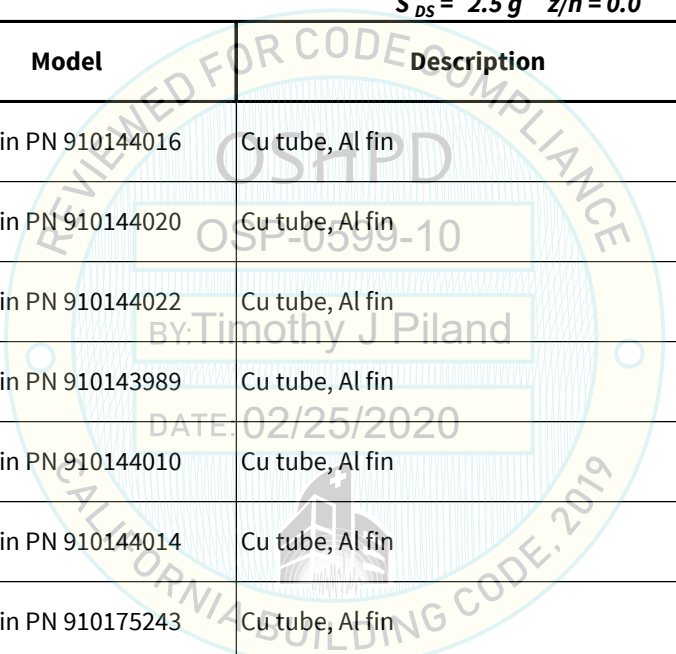 S DS = 2.5 g z/h = 0.0
Model Description
in PN 910144016 Cu tube, Al fin
in PN 910144020 Cu tube, Al fin
in PN 910144022 Cu tube, Al fin
in PN 910143989 Cu tube, Al fin
in PN 910144010 Cu tube, Al fin
in PN 910144014 Cu tube, Al fin
in PN 910175243 Cu tube, Al fin
REVIEWED FOR CODE COMPLIANCE
OSHPD
OSP-0599-10
BY:Timothy J Piland
DATE: 02/25/2020
CALIFORNIA BUILDING CODE, 2019